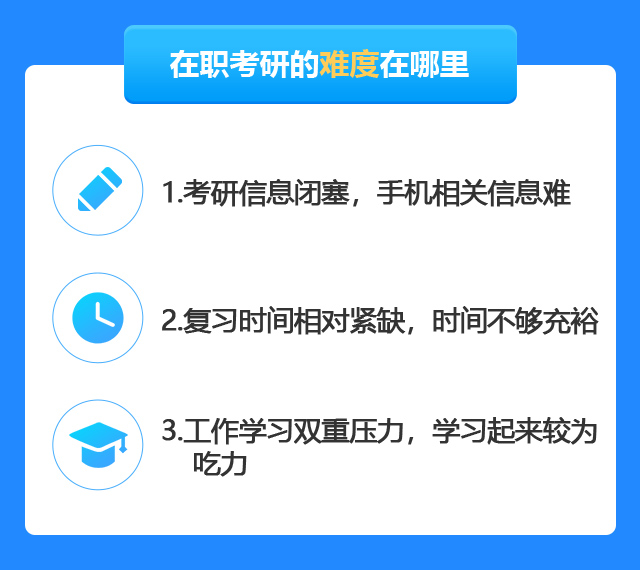 在职考研的难度在哪里
1.考研信息闭塞，手机相关信息难
2.复习时间相对紧缺，时间不够充裕
3.工作学习双重压力，学习起来较为
吃力